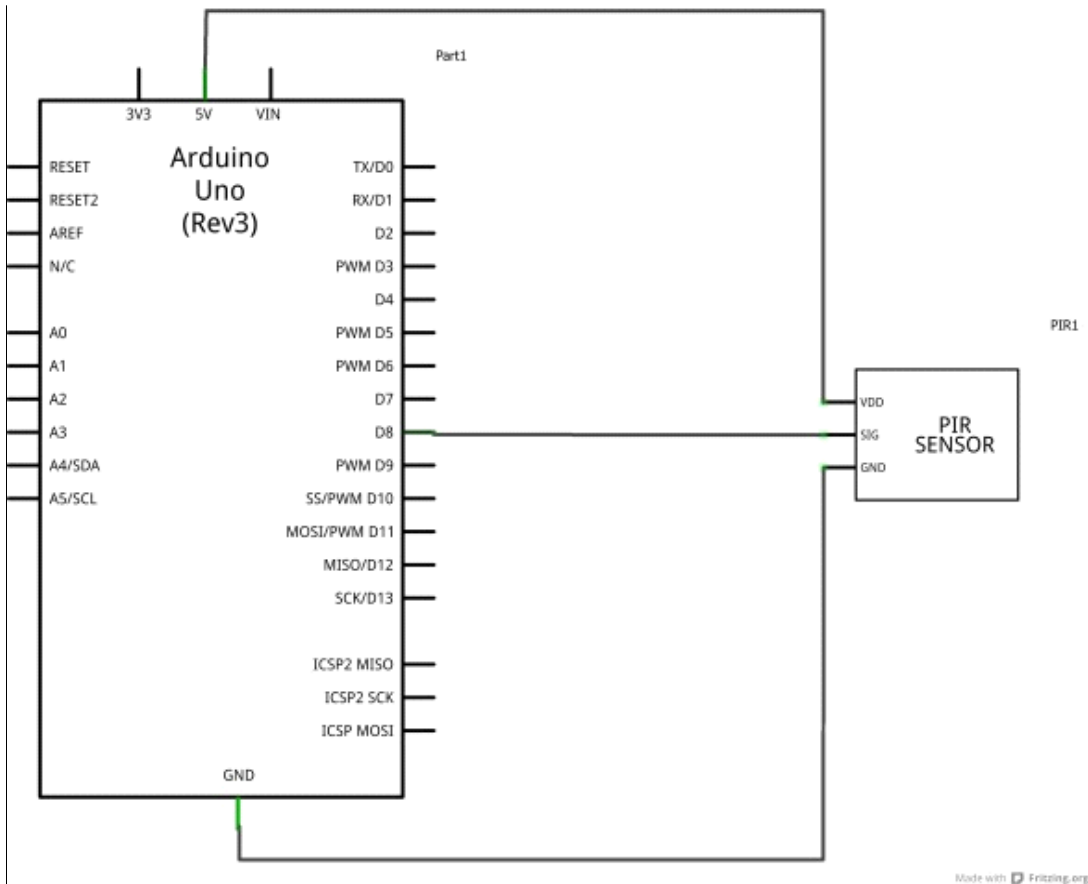 Part1
3V3 5V VIN
Arduino
Uno
(Rev3)
RESET
RESET2
AREF
N/C
A0
A1
A2
A3
A4/SDA
A5/SCL
TX/D0
RX/D1
D2
PWM D3
D4
PWM D5
PWM D6
D7
D8
PWM D9
SS/PWM D10
MOSI/PWM D11
MISO/D12
SCK/D13
ICSP2 MISO
ICSP2 SCK
ICSP MOSI
GND
PIR1
VDD
SIG
GND
PIR
SENSOR
Made with Fritzing.org